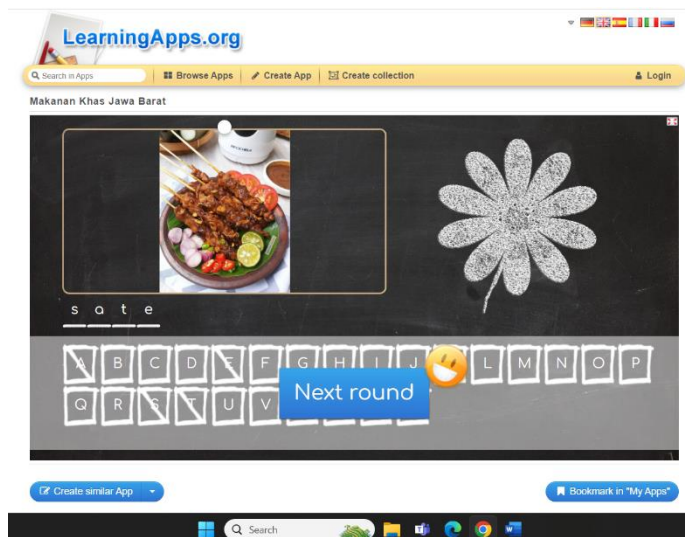 LearningApps.org
Search in Apps Browse Apps Create App Create collection Login
Makanan Khas Jawa Barat
s a t e
A B C D E F G H I J L M N O P
Q R S T U V
Next round
Create similar App Bookmark in "My Apps"
Search